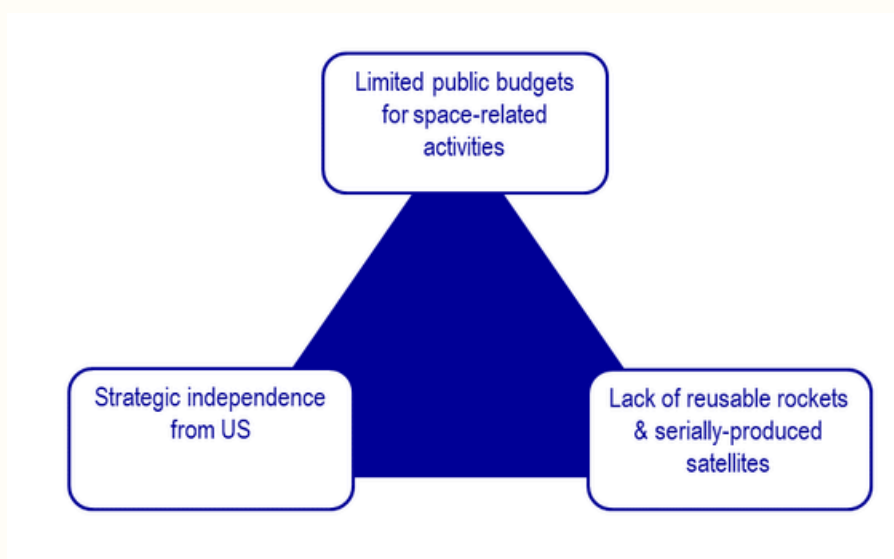 Limited public budgets
for space-related
activities
Strategic independence
from US
Lack of reusable rockets
& serially-produced
satellites